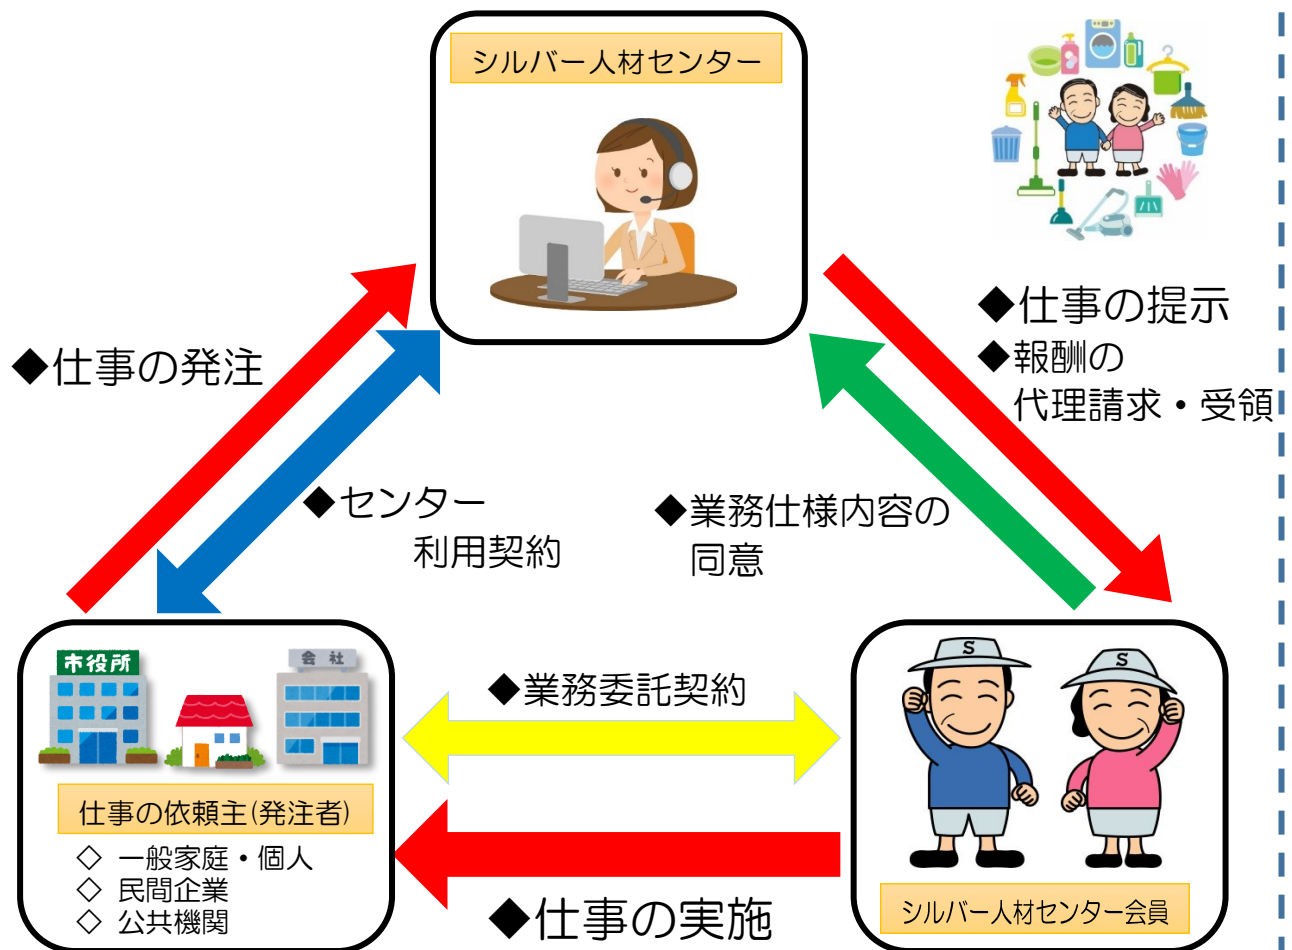 シルバー人材センター
◆仕事の提示
◆報酬の
代理請求・受領
◆仕事の発注
◆センター
利用契約
◆業務仕様内容の
同意
市役所
会社
◆業務委託契約
S
S
仕事の依頼主(発注者)
◇ 一般家庭・個人
◇ 民間企業
◇ 公共機関
◆仕事の実施
シルバー人材センター会員